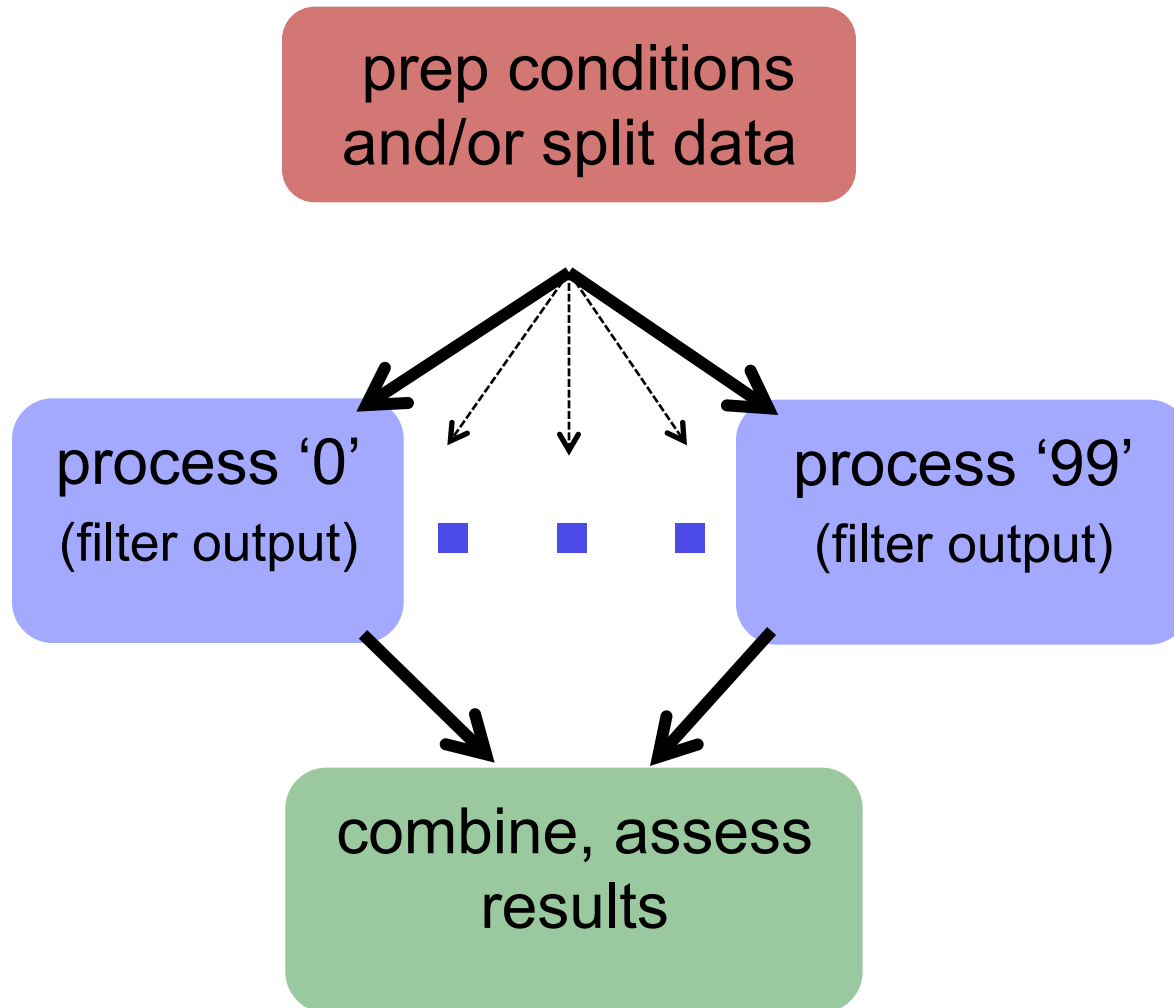 prep conditions
and/or split data
process ‘0’
(filter output)
process ‘99’
(filter output)
combine, assess
results